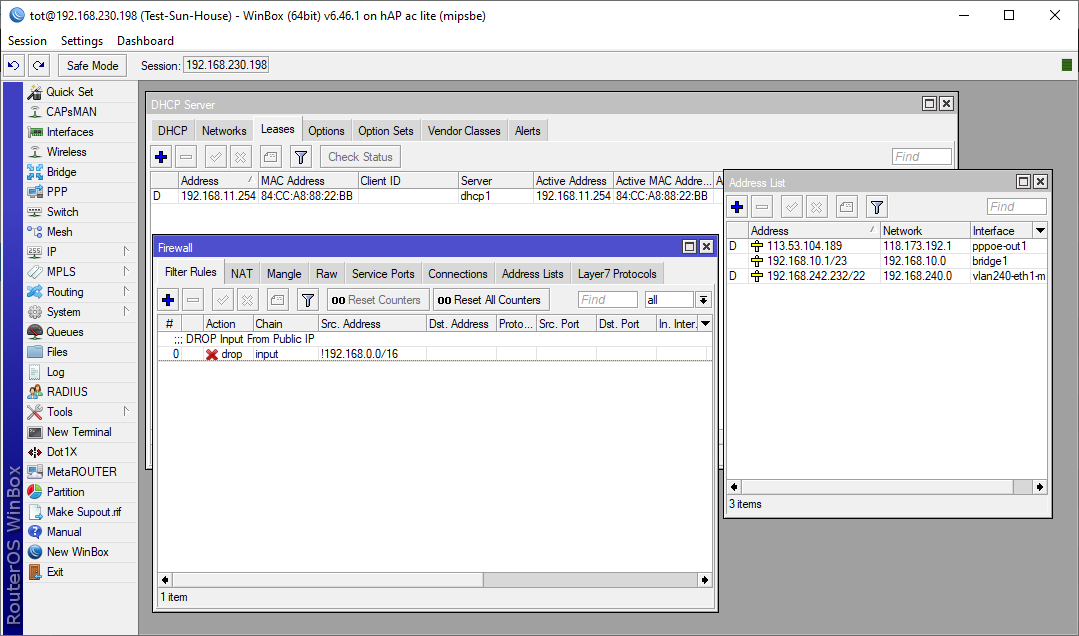 tot@192.168.230.198 (Test-Sun-House) - WinBox (64bit) v6.46.1 on hAP ac lite (mipsbe)
Session Settings Dashboard
Safe Mode Session: 192.168.230.198
Quick Set
CAPsMAN
Interfaces
Wireless
Bridge
PPP
Switch
Mesh
IP
MPLS
Routing
System
Queues
Files
Log
RADIUS
Tools
New Terminal
Dot1X
MetaROUTER
Partition
Make Supout.rif
Manual
New WinBox
Exit
RouterOS WinBox
DHCP Server
DHCP Networks Leases Options Option Sets Vendor Classes Alerts
Check Status Find
Address MAC Address Client ID Server Active Address Active MAC Addre... A
D 192.168.11.254 84:CC:A8:88:22:BB dhcp1 192.168.11.254 84:CC:A8:88:22:BB
Firewall
Filter Rules NAT Mangle Raw Service Ports Connections Address Lists Layer7 Protocols
00 Reset Counters 00 Reset All Counters Find all
# Action Chain Src. Address Dst. Address Proto... Src. Port Dst. Port In. Inter.
;;; DROP Input From Public IP
0 drop input !192.168.0.0/16
1 item
Address List
Find
Address Network Interface
D 113.53.104.189 118.173.192.1 pppoe-out1
192.168.10.1/23 192.168.10.0 bridge1
D 192.168.242.232/22 192.168.240.0 vlan240-eth1-m
3 items